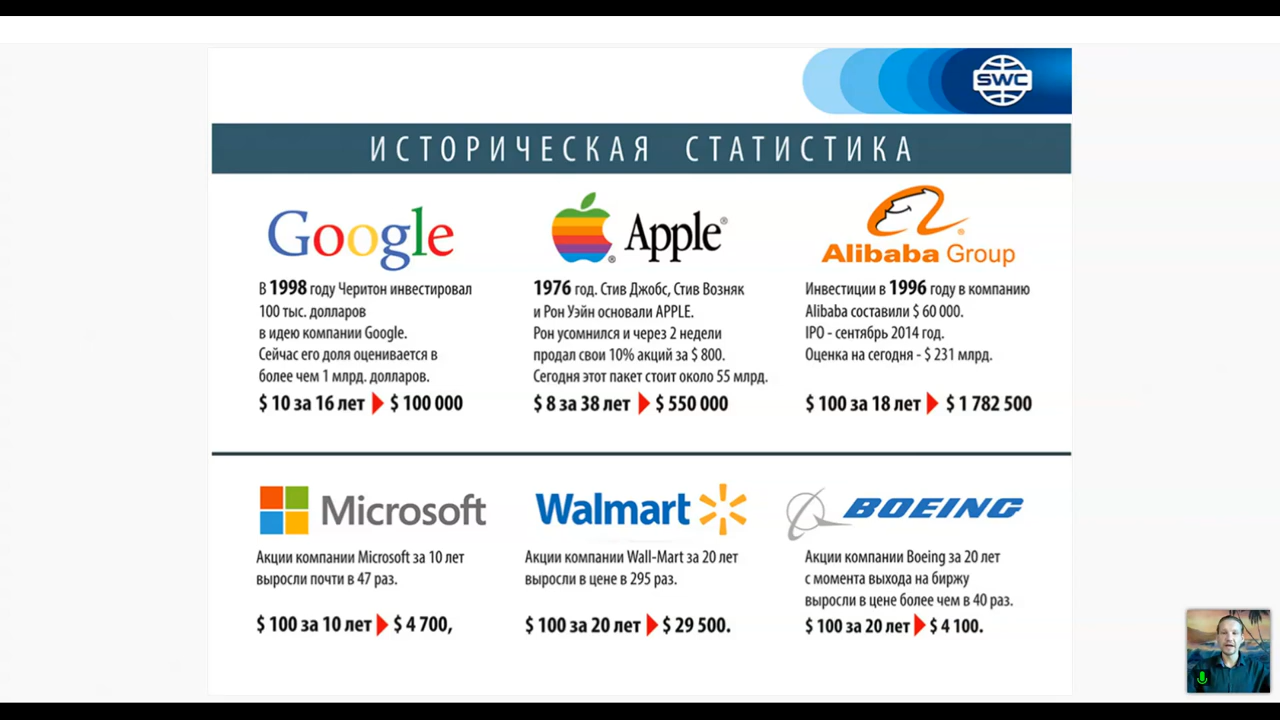 SWC
ИСТОРИЧЕСКАЯ СТАТИСТИКА
Google
В 1998 году Черитон инвестировал
100 тыс. долларов
в идею компании Google.
Сейчас его доля оценивается в
более чем 1 млрд. долларов.
$ 10 за 16 лет $ 100 000
Apple
1976 год. Стив Джобс, Стив Возняк
и Рон Уэйн основали APPLE.
Рон усомнился и через 2 недели
продал свои 10% акций за $ 800.
Сегодня этот пакет стоит около 55 млрд.
$ 8 за 38 лет $ 550 000
Alibaba Group
Инвестиции в 1996 году в компанию
Alibaba составили $ 60 000.
IPO - сентябрь 2014 год.
Оценка на сегодня - $ 231 млрд.
$ 100 за 18 лет $ 1 782 500
Microsoft
Акции компании Microsoft за 10 лет
выросли почти в 47 раз.
$ 100 за 10 лет $ 4 700,
Walmart
Акции компании Wall-Mart за 20 лет
выросли в цене в 295 раз.
$ 100 за 20 лет $ 29 500.
BOEING
Акции компании Boeing за 20 лет
с момента выхода на биржу
выросли в цене более чем в 40 раз.
$ 100 за 20 лет $ 4 100.